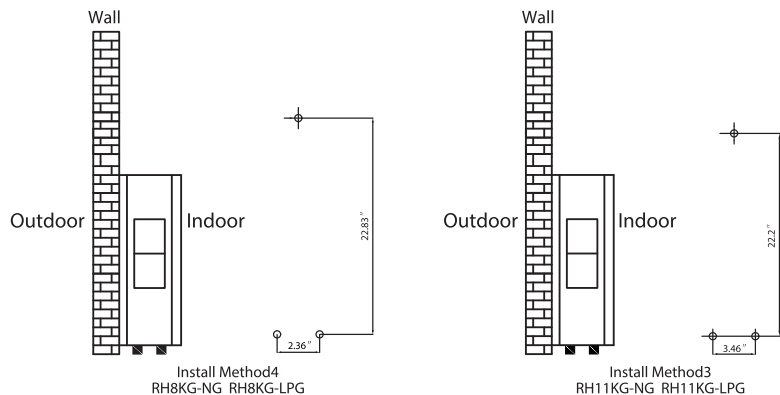 Wall
Outdoor
Indoor
22.83"
2.36"
Install Method4
RH8KG-NG RH8KG-LPG
Wall
Outdoor
Indoor
22.2"
3.46"
Install Method3
RH11KG-NG RH11KG-LPG